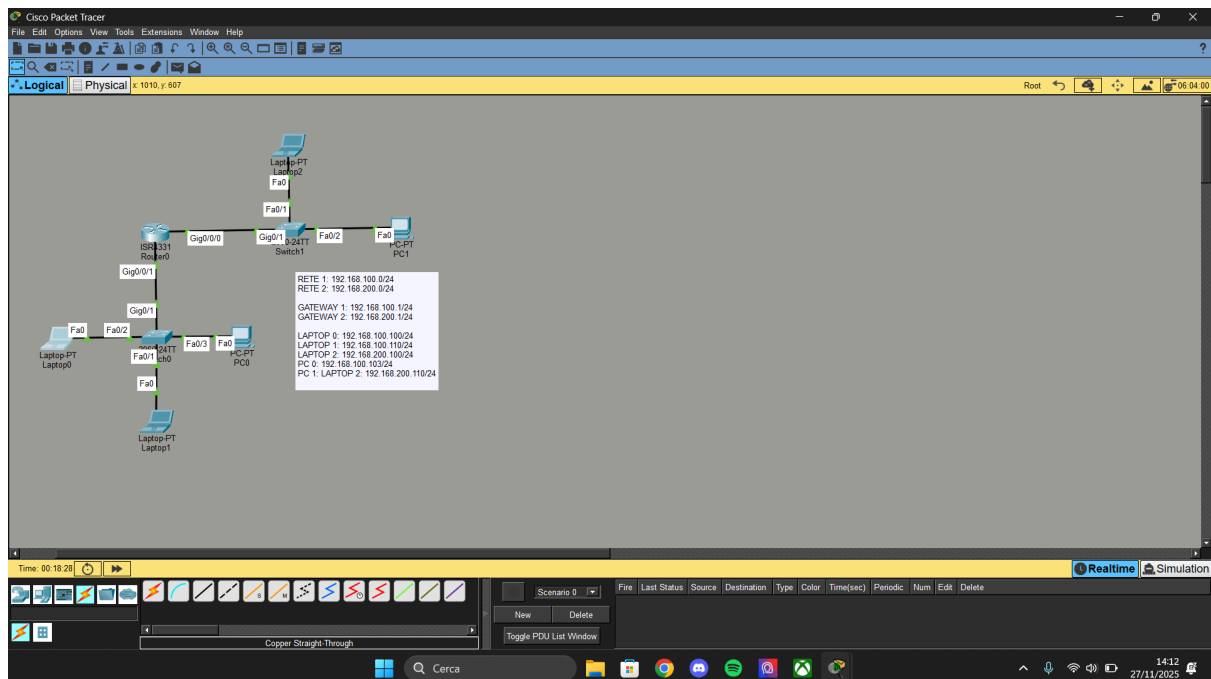 Cisco Packet Tracer
File Edit Options View Tools Extensions Window Help
?
Logical Physical x: 1010, y: 607
Root 06:04:00
Laptop-PT
Laptop2
Fa0
Fa0/1
ISR4331
Router0
Gig0/0/0
Gig0/1
24TT
Switch1
Fa0/2
Fa0
PC-PT
PC1
Gig0/0/1
RETE 1: 192.168.100.0/24
RETE 2: 192.168.200.0/24
GATEWAY 1: 192.168.100.1/24
GATEWAY 2: 192.168.200.1/24
LAPTOP 0: 192.168.100.100/24
LAPTOP 1: 192.168.100.110/24
LAPTOP 2: 192.168.200.100/24
PC 0: 192.168.100.103/24
PC 1: LAPTOP 2: 192.168.200.110/24
Gig0/1
Fa0
Fa0/2
Fa0/3
Fa0
Laptop-PT
Laptop0
24TT
Fa0/1
PC-PT
PC0
Fa0
Laptop-PT
Laptop1
Time: 00:18:28
Realtime Simulation
Scenario 0
New Delete
Toggle PDU List Window
Fire Last Status Source Destination Type Color Time(sec) Periodic Num Edit Delete
Copper Straight-Through
Cerca
14:12
27/11/2025